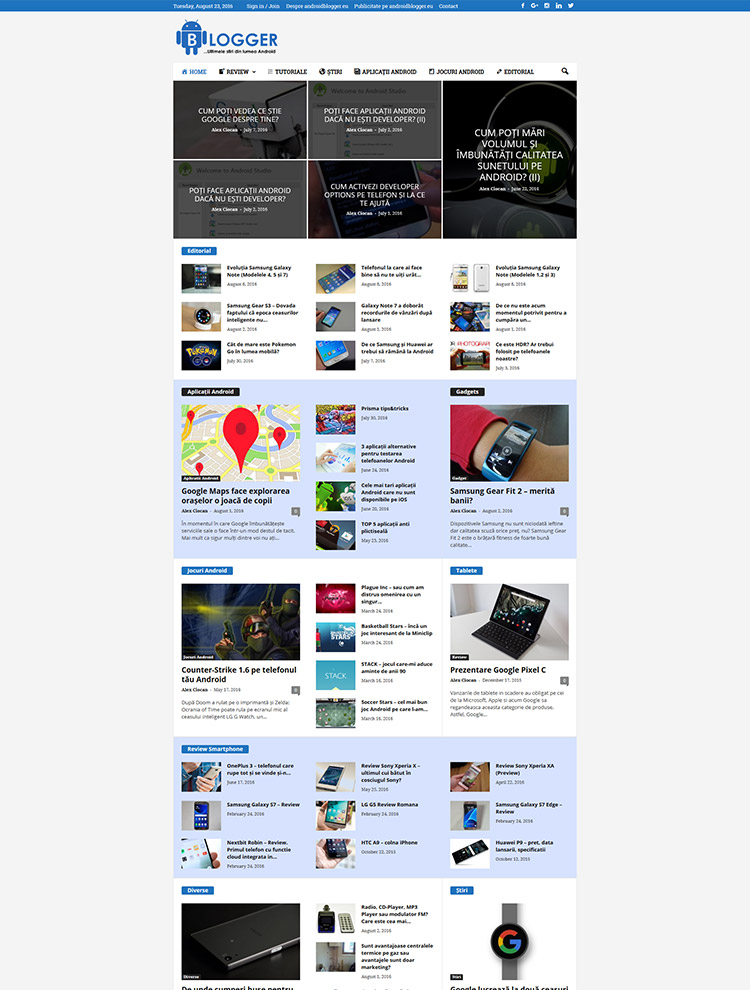 Tuesday, August 23, 2016 Sign in / Join Despre androidblogger.eu Publicitate pe androidblogger.eu Contact
BLOGGER
...Ultimele stiri din lumea Android
HOME REVIEW TUTORIALE ȘTIRI APLICAȚII ANDROID JOCURI ANDROID EDITORIAL
CUM POȚI VEDEA CE ȘTIE
GOOGLE DESPRE TINE?
Alex Ciocan - July 7, 2016
Welcome to Android Studio
POȚI FACE APLICAȚII ANDROID
DACĂ NU EȘTI DEVELOPER? (II)
Alex Ciocan - July 2, 2016
CUM POȚI MĂRI
VOLUMUL ȘI
ÎMBUNĂTĂȚI CALITATEA
SUNETULUI PE
ANDROID? (II)
Alex Ciocan - June 22, 2016
Welcome to Android Studio
POȚI FACE APLICAȚII ANDROID
DACĂ NU EȘTI DEVELOPER?
Alex Ciocan - July 2, 2016
CUM ACTIVEZI DEVELOPER
OPTIONS PE TELEFON ȘI LA CE
TE AJUTĂ
Alex Ciocan - July 1, 2016
Editorial
Evoluția Samsung Galaxy
Note (Modelele 4, 5 și 7)
Telefonul la care ai face
bine să nu te uiți urât...
Evoluția Samsung Galaxy
Note (Modelele 1,2 și 3)
Samsung Gear S3 – Dovada
faptului că epoca ceasurilor
inteligente nu...
August 2, 2016
Galaxy Note 7 a doborât
recordurile de vânzări după
lansare
August 1, 2016
De ce nu este acum
momentul potrivit pentru a
cumpăra un...
August 1, 2016
POKÉMON
GO
Cât de mare este Pokemon
Go în lumea mobilă?
July 30, 2016
De ce Samsung și Huawei ar
trebui să rămână la Android
July 7, 2016
PHOTOGRAPH
Ce este HDR? Ar trebui
folosit pe telefoanele
noastre?
July 5, 2016
Aplicații Android
Google Maps face explorarea
orașelor o joacă de copii
Alex Ciocan - August 1, 2016 0
În momentul în care Google îmbunătățește
serviciile sale o face într-un mod destul de tacit.
Mai mult ca sigur mulți dintre voi nu ați...
Prisma tips&tricks
July 30, 2016
3 aplicații alternative
pentru testarea
telefoanelor Android
June 24, 2016
Cele mai tari aplicații
Android care nu sunt
disponibile pe iOS
June 20, 2016
TOP 5 aplicații anti
plictiseală
May 23, 2016
Gadgets
Gadget
Samsung Gear Fit 2 – merită
banii?
Alex Ciocan - August 2, 2016 0
Dispozitivele Samsung nu sunt niciodată ieftine
dar calitatea scuză orice preț, nu? Samsung Gear
Fit 2 este o brățară fitness de foarte bună
calitate...
Jocuri Android
Jocuri Android
Counter-Strike 1.6 pe telefonul
tău Android
Alex Ciocan - May 17, 2016 0
După Doom a rulat pe o imprimantă și Zelda:
Ocrania of Time poate rula pe ecranul mic al
ceasului inteligent LG G Watch, un...
Plague Inc – sau cum am
distrus omenirea cu un
singur...
March 24, 2016
Basketball Stars – încă un
joc interesant de la Miniclip
March 16, 2016
STACK
STACK – jocul care-mi aduce
aminte de anii 90
March 16, 2016
Soccer Stars – cel mai bun
joc Android pe care l-am...
Tablete
Review
Prezentare Google Pixel C
Alex Ciocan - December 17, 2015 0
Vanzarile de tablete in scadere au obligat pe cei
de la Microsoft, Apple si acum Google sa
regandeasca aceasta categorie de produse.
Astfel, Google...
Review Smartphone
OnePlus 3 – telefonul care
rupe tot și se vinde și-n...
June 17, 2016
Review Sony Xperia X –
ultimul cui bătut în
cosciugul Sony?
May 25, 2016
Review Sony Xperia XA
(Preview)
April 22, 2016
Samsung Galaxy S7 – Review
February 24, 2016
LG G5 Review Romana
February 24, 2016
Samsung Galaxy S7 Edge –
Review
February 24, 2016
Nextbit Robin – Review.
Primul telefon cu functie
cloud integrata in...
February 24, 2016
HTC A9 – colna iPhone
October 22, 2015
Huawei P9 – pret, data
lansarii, specificatii
October 12, 2015
Diverse
Diverse
De unde cumperi huse pentru
Radio, CD-Player, MP3
Player sau modulator FM?
Care este cea mai...
August 2, 2016
Sunt avantajoase centralele
termice pe gaz sau
avantajele sunt doar
marketing?
August 1, 2016
Știri
Stiri
Google lucrează la două ceasuri